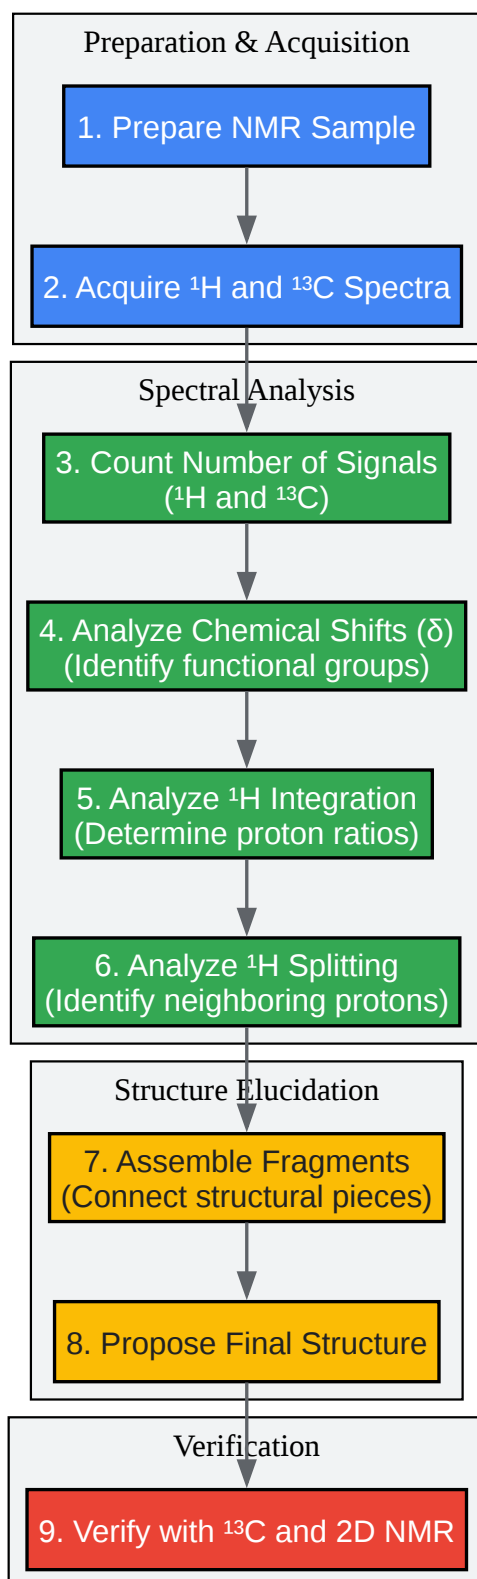 Preparation & Acquisition
1. Prepare NMR Sample
2. Acquire ¹H and ¹³C Spectra
Spectral Analysis
3. Count Number of Signals
(¹H and ¹³C)
4. Analyze Chemical Shifts (δ)
(Identify functional groups)
5. Analyze ¹H Integration
(Determine proton ratios)
6. Analyze ¹H Splitting
(Identify neighboring protons)
Structure Elucidation
7. Assemble Fragments
(Connect structural pieces)
8. Propose Final Structure
Verification
9. Verify with ¹³C and 2D NMR